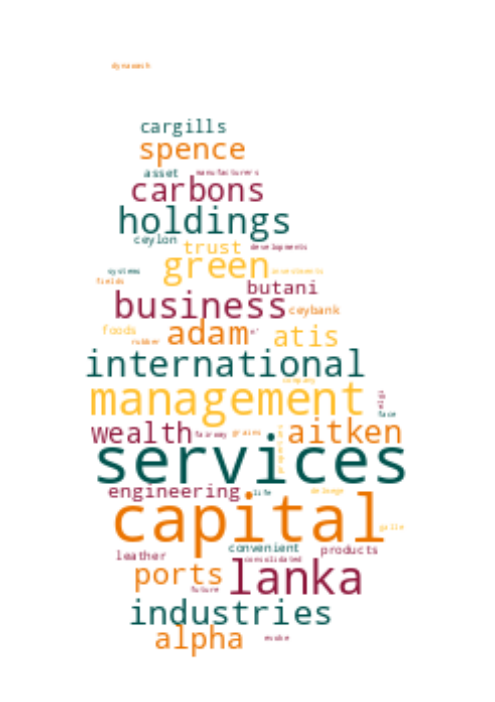 dynawash
cargills
spence
asset manufacturers
carbons
holdings
ceylon trust developments
green investments
systems
fields butani
business ceybank
foods adam atis
rubber
international
company
management
face
wealth fairway grains aitken
services
engineering life delmege
capital
galle
convenient products
leather consolidated
ports lanka
future
industries
alpha evoke